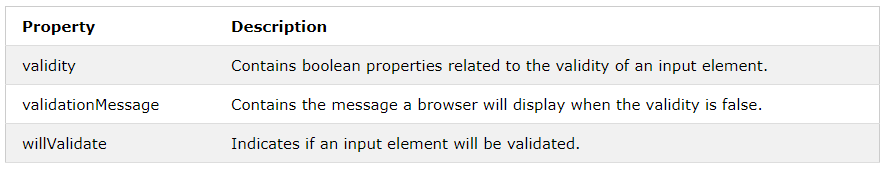 Property Description
validity Contains boolean properties related to the validity of an input element.
validationMessage Contains the message a browser will display when the validity is false.
willValidate Indicates if an input element will be validated.